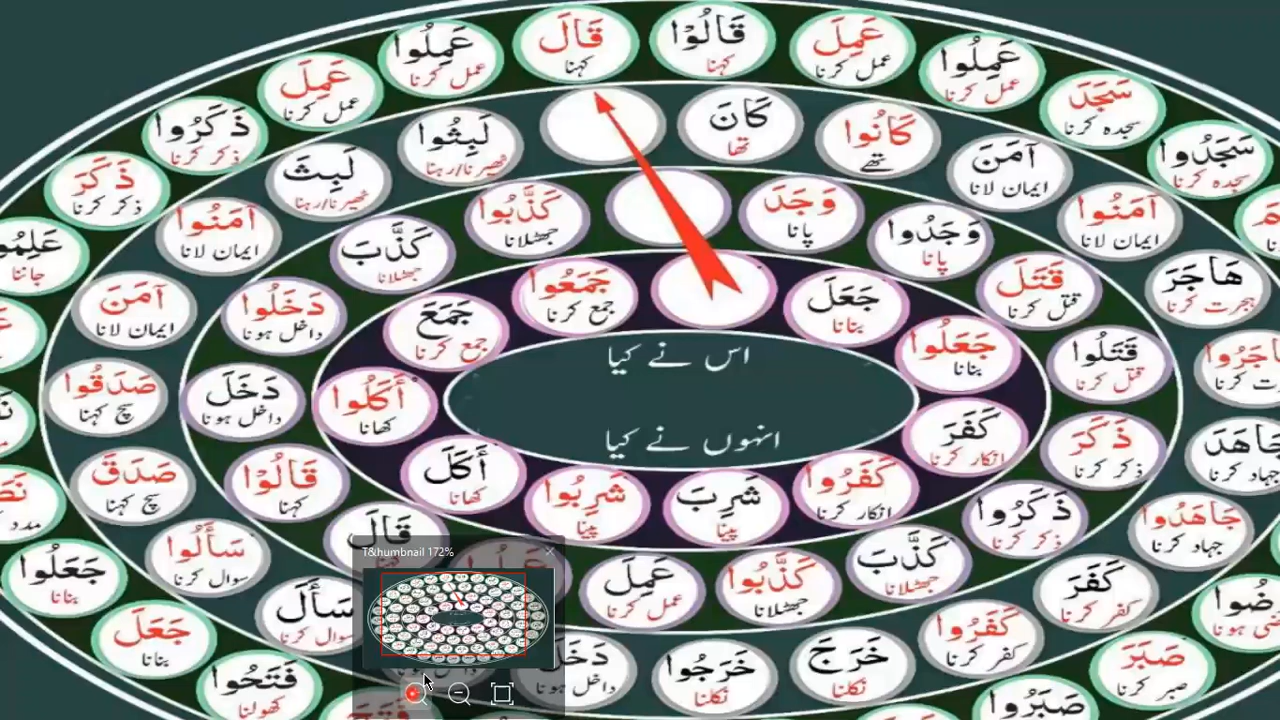 قَالَ
کہنا
قَالُوْا
کہنا
عَمِلَ
عمل کرنا
عَمِلُوا
عمل کرنا
سَجَدَ
سجدہ کرنا
سَجَدُوا
سجدہ کرنا
عَمِلُوا
عمل کرنا
عَمِلَ
عمل کرنا
ذَكَرُوا
ذکر کرنا
ذَكَرَ
ذکر کرنا
جاننا
كَانَ
تھا
كَانُوا
تھے
آمَنَ
ایمان لانا
آمَنُوا
ایمان لانا
هَاجَرَ
ہجرت کرنا
جَاهَدُوا
جہاد کرنا
كَفَرَ
کفر کرنا
كَفَرُوا
کفر کرنا
خَرَجَ
نکلنا
خَرَجُوا
نکلنا
داخل ہونا
سَأَلَ
سوال کرنا
سَأَلُوا
سوال کرنا
صَدَقَ
سچ کہنا
صَدَقُوا
سچ کہنا
آمَنَ
ایمان لانا
آمَنُوا
ایمان لانا
لَبِثَ
ٹھیرنا/رہنا
لَبِثُوا
ٹھیرنا/رہنا
وَجَدَ
پانا
وَجَدُوا
پانا
قَتَلَ
قتل کرنا
قَتَلُوا
قتل کرنا
ذَكَرَ
ذکر کرنا
ذَكَرُوا
ذکر کرنا
كَذَّبَ
جھٹلانا
كَذَّبُوا
جھٹلانا
عَمِلَ
عمل کرنا
قَالَ
قَالُوْا
کہنا
دَخَلَ
داخل ہونا
دَخَلُوا
داخل ہونا
كَذَّبَ
جھٹلانا
كَذَّبُوا
جھٹلانا
جَعَلَ
بنانا
جَعَلُوا
بنانا
كَفَرَ
انکار کرنا
كَفَرُوا
انکار کرنا
شَرِبَ
پینا
شَرِبُوا
پینا
أَكَلَ
کھانا
أَكَلُوا
کھانا
جَمَعَ
جمع کرنا
جَمَعُوا
جمع کرنا
اس نے کیا
انہوں نے کیا
جَعَلُوا
بنانا
جَعَلَ
بنانا
فَتَحُوا
کھولنا
صَبَرَ
صبر کرنا
صَبَرُوا
T&humbnail 172%